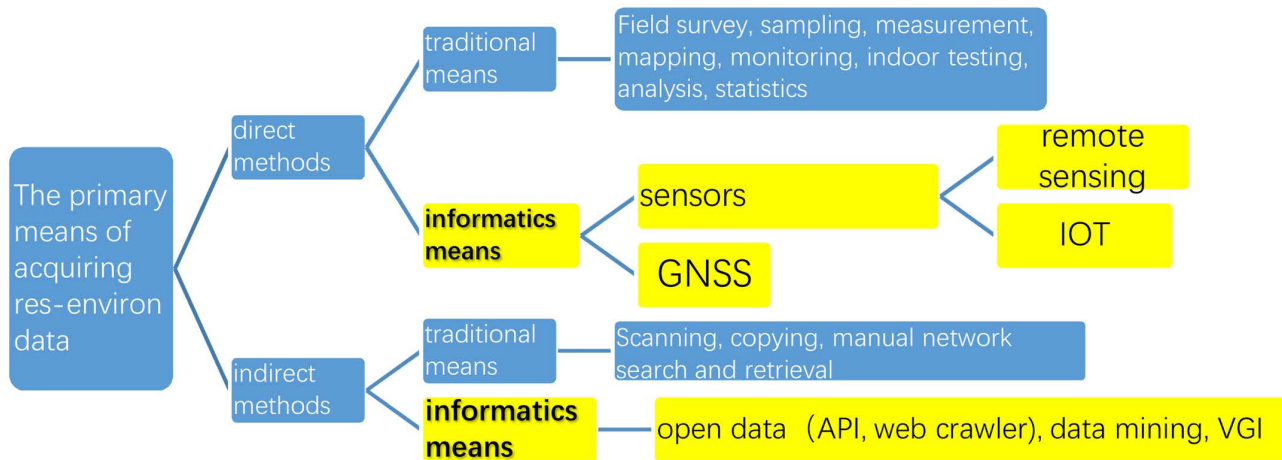 The primary
means of
acquiring
res-environ
data
direct
methods
traditional
means
Field survey, sampling, measurement,
mapping, monitoring, indoor testing,
analysis, statistics
informatics
means
sensors
remote
sensing
IOT
GNSS
indirect
methods
traditional
means
Scanning, copying, manual network
search and retrieval
informatics
means
open data（API, web crawler), data mining, VGI